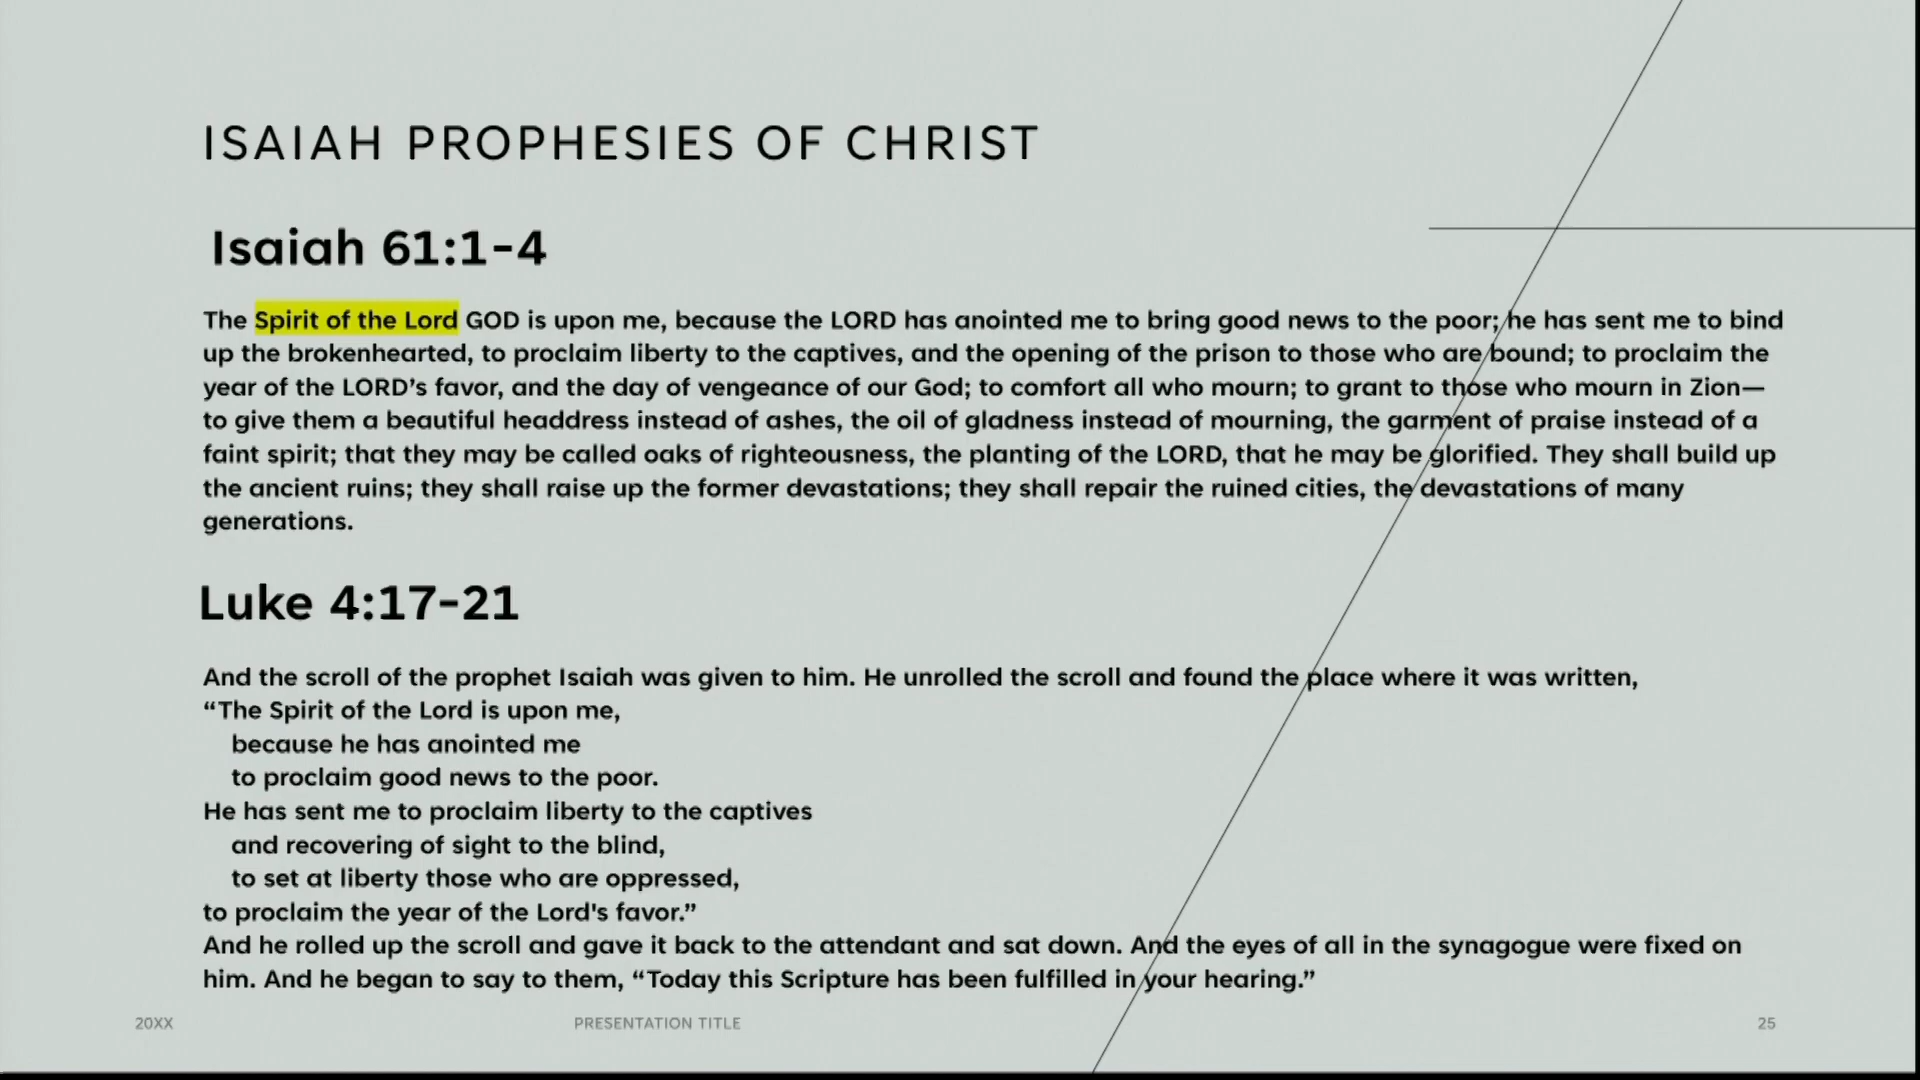 ISAIAH PROPHESIES OF CHRIST
Isaiah 61:1-4
The Spirit of the Lord GOD is upon me, because the LORD has anointed me to bring good news to the poor; he has sent me to bind
up the brokenhearted, to proclaim liberty to the captives, and the opening of the prison to those who are bound; to proclaim the
year of the LORD’s favor, and the day of vengeance of our God; to comfort all who mourn; to grant to those who mourn in Zion—
to give them a beautiful headdress instead of ashes, the oil of gladness instead of mourning, the garment of praise instead of a
faint spirit; that they may be called oaks of righteousness, the planting of the LORD, that he may be glorified. They shall build up
the ancient ruins; they shall raise up the former devastations; they shall repair the ruined cities, the devastations of many
generations.
Luke 4:17-21
And the scroll of the prophet Isaiah was given to him. He unrolled the scroll and found the place where it was written,
“The Spirit of the Lord is upon me,
because he has anointed me
to proclaim good news to the poor.
He has sent me to proclaim liberty to the captives
and recovering of sight to the blind,
to set at liberty those who are oppressed,
to proclaim the year of the Lord's favor.”
And he rolled up the scroll and gave it back to the attendant and sat down. And the eyes of all in the synagogue were fixed on
him. And he began to say to them, “Today this Scripture has been fulfilled in your hearing.”
20XX PRESENTATION TITLE 25